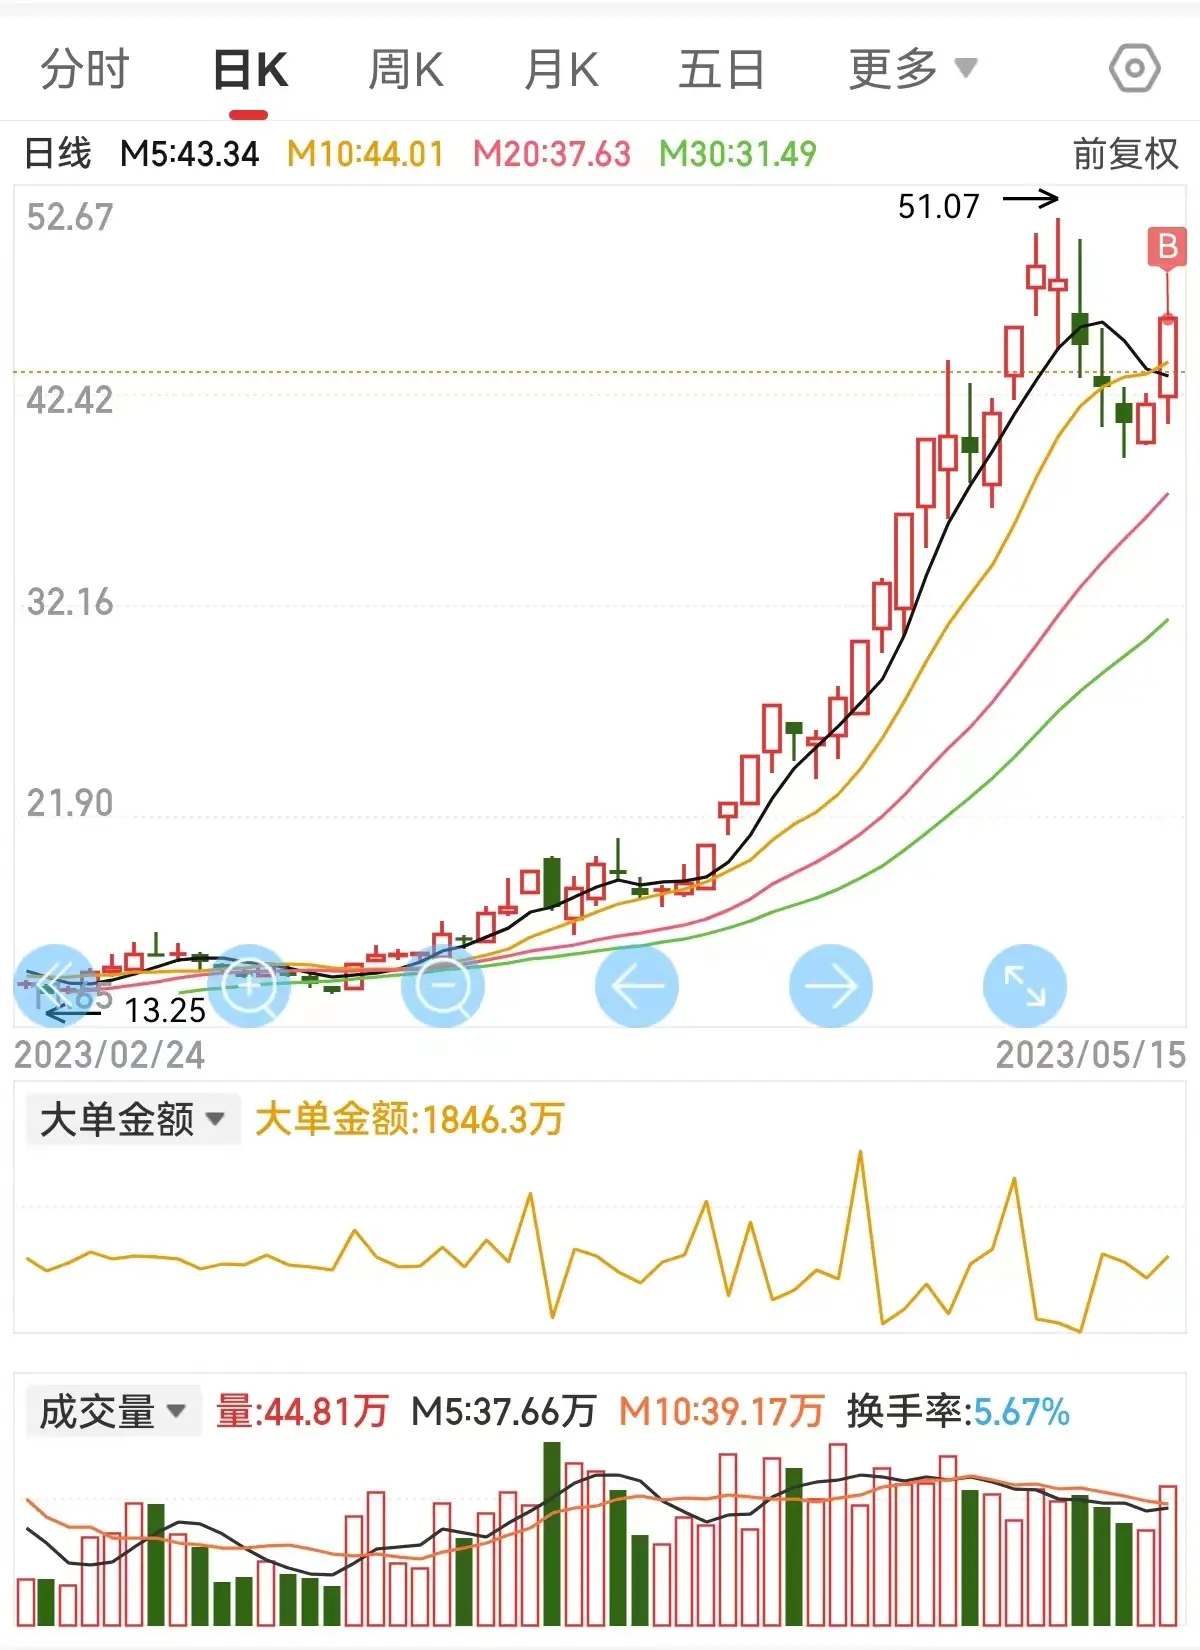 分时 日K 周K 月K 五日 更多
日线 M5:43.34 M10:44.01 M20:37.63 M30:31.49 前复权
52.67
51.07
B
42.42
32.16
21.90
13.25
2023/02/24 2023/05/15
大单金额 大单金额:1846.3万
成交量 量:44.81万 M5:37.66万 M10:39.17万 换手率:5.67%